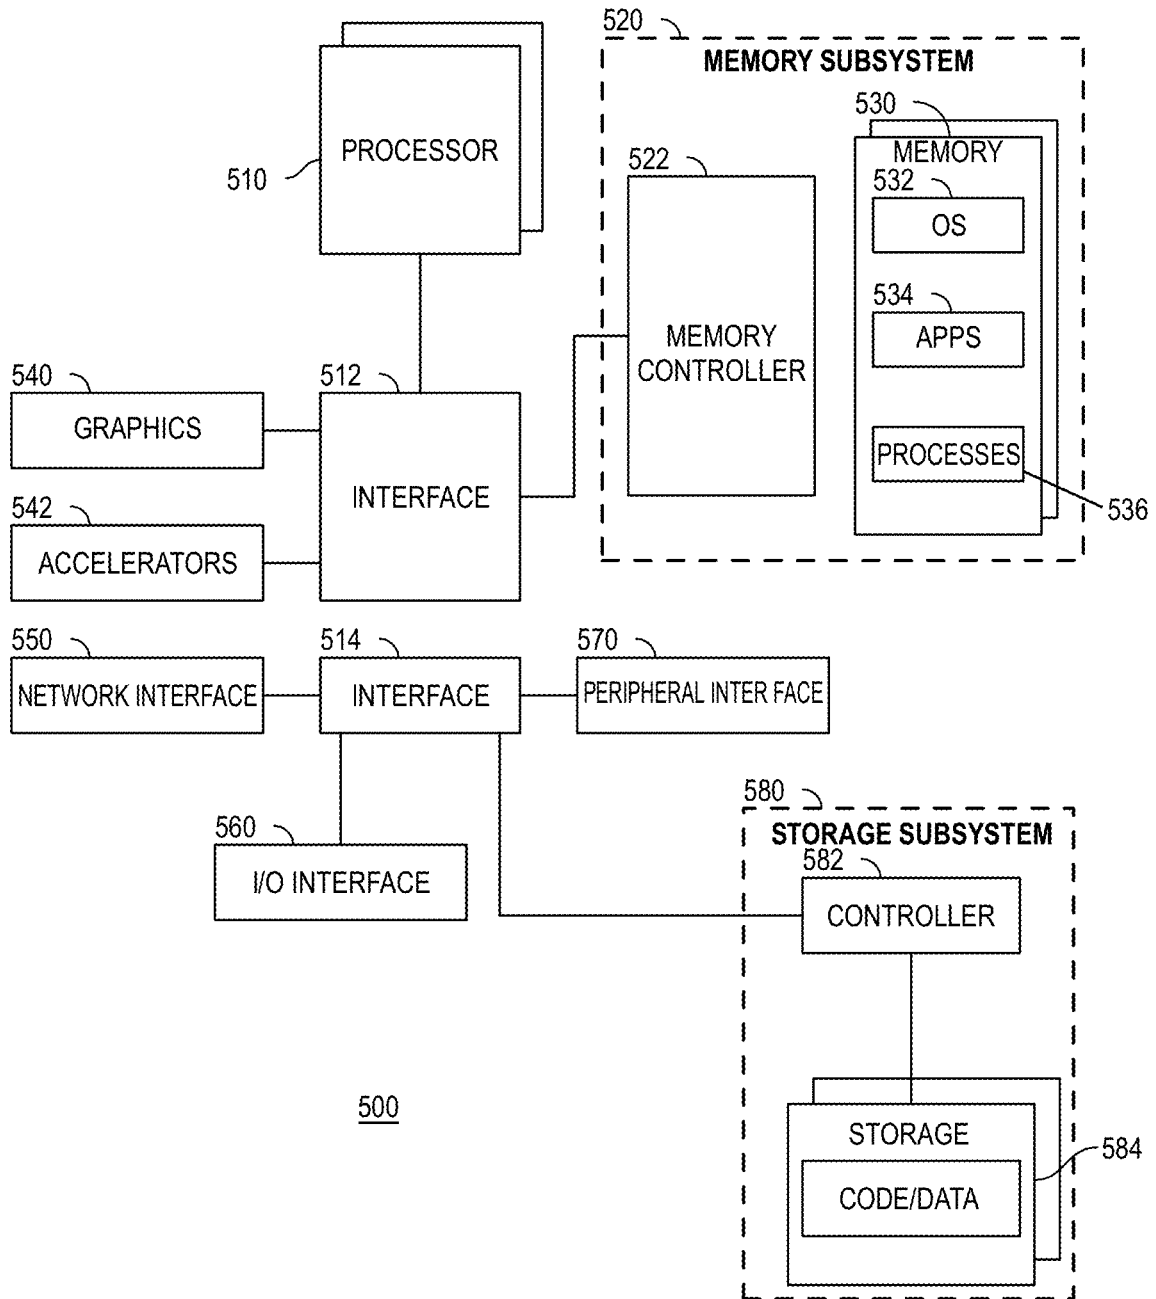 520
MEMORY SUBSYSTEM
530
MEMORY
PROCESSOR
510
522
532
OS
534
APPS
MEMORY
CONTROLLER
540
GRAPHICS
512
INTERFACE
PROCESSES
536
542
ACCELERATORS
550
NETWORK INTERFACE
514
INTERFACE
570
PERIPHERAL INTER FACE
580
STORAGE SUBSYSTEM
560
I/O INTERFACE
582
CONTROLLER
500
STORAGE
584
CODE/DATA